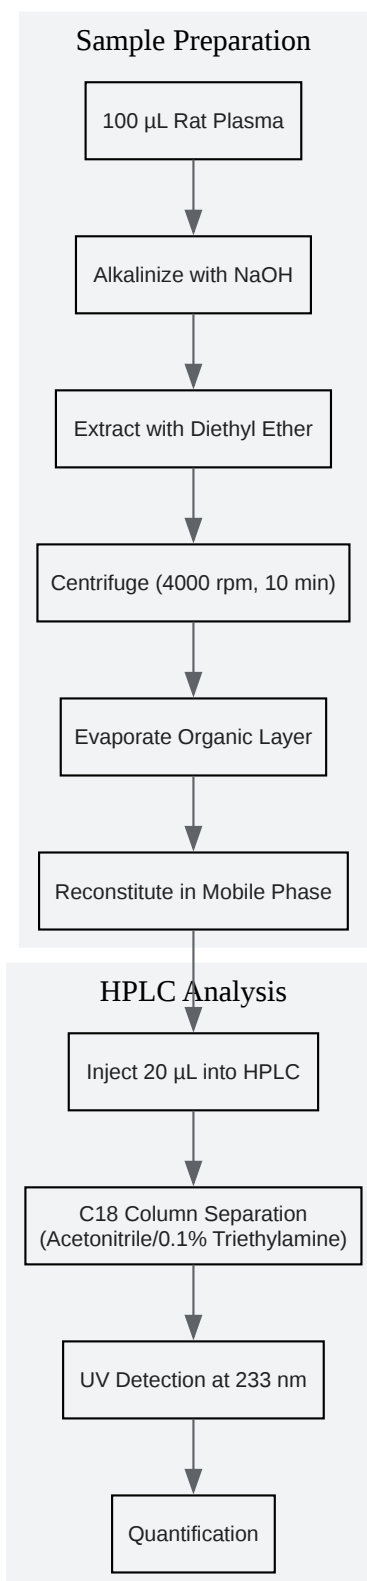 Sample Preparation
100 µL Rat Plasma
Alkalinize with NaOH
Extract with Diethyl Ether
Centrifuge (4000 rpm, 10 min)
Evaporate Organic Layer
Reconstitute in Mobile Phase
HPLC Analysis
Inject 20 µL into HPLC
C18 Column Separation
(Acetonitrile/0.1% Triethylamine)
UV Detection at 233 nm
Quantification